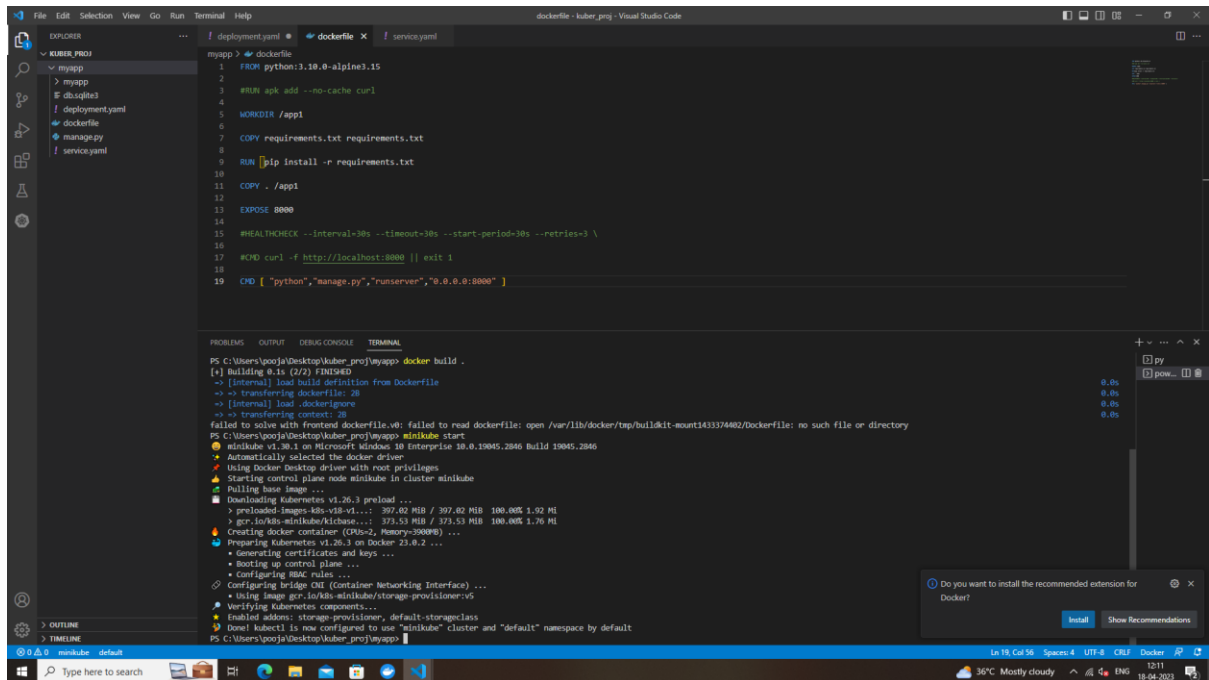 File Edit Selection View Go Run Terminal Help
dockerfile - kuber_proj - Visual Studio Code
EXPLORER
KUBER_PROJ
myapp
myapp
db.sqlite3
deployment.yaml
dockerfile
manage.py
service.yaml
OUTLINE
TIMELINE
deployment.yaml
dockerfile
service.yaml
myapp > dockerfile
1 FROM python:3.10.0-alpine3.15
2
3 #RUN apk add --no-cache curl
4
5 WORKDIR /app1
6
7 COPY requirements.txt requirements.txt
8
9 RUN pip install -r requirements.txt
10
11 COPY . /app1
12
13 EXPOSE 8000
14
15 #HEALTHCHECK --interval=30s --timeout=30s --start-period=30s --retries=3 \
16
17 #CMD curl -f http://localhost:8000 || exit 1
18
19 CMD [ "python","manage.py","runserver","0.0.0.0:8000" ]
PROBLEMS OUTPUT DEBUG CONSOLE TERMINAL
py
pow...
PS C:\Users\pooja\Desktop\kuber_proj\myapp> docker build .
[+] Building 0.1s (2/2) FINISHED
=> [internal] load build definition from Dockerfile 0.0s
=> => transferring dockerfile: 2B 0.0s
=> [internal] load .dockerignore 0.0s
=> => transferring context: 2B 0.0s
failed to solve with frontend dockerfile.v0: failed to read dockerfile: open /var/lib/docker/tmp/buildkit-mount1433374402/Dockerfile: no such file or directory
PS C:\Users\pooja\Desktop\kuber_proj\myapp> minikube start
minikube v1.30.1 on Microsoft Windows 10 Enterprise 10.0.19045.2846 Build 19045.2846
Automatically selected the docker driver
Using Docker Desktop driver with root privileges
Starting control plane node minikube in cluster minikube
Pulling base image ...
Downloading Kubernetes v1.26.3 preload ...
> preloaded-images-k8s-v18-v1...: 397.02 MiB / 397.02 MiB 100.00% 1.92 Mi
> gcr.io/k8s-minikube/kicbase...: 373.53 MiB / 373.53 MiB 100.00% 1.76 Mi
Creating docker container (CPUs=2, Memory=3900MB) ...
Preparing Kubernetes v1.26.3 on Docker 23.0.2 ...
• Generating certificates and keys ...
• Booting up control plane ...
• Configuring RBAC rules ...
Configuring bridge CNI (Container Networking Interface) ...
• Using image gcr.io/k8s-minikube/storage-provisioner:v5
Verifying Kubernetes components...
Enabled addons: storage-provisioner, default-storageclass
Done! kubectl is now configured to use "minikube" cluster and "default" namespace by default
PS C:\Users\pooja\Desktop\kuber_proj\myapp>
Do you want to install the recommended extension for
Docker?
Install
Show Recommendations
0 0 minikube default
Ln 19, Col 56 Spaces: 4 UTF-8 CRLF Docker
Type here to search
36°C Mostly cloudy
ENG
12:11
18-04-2023
2